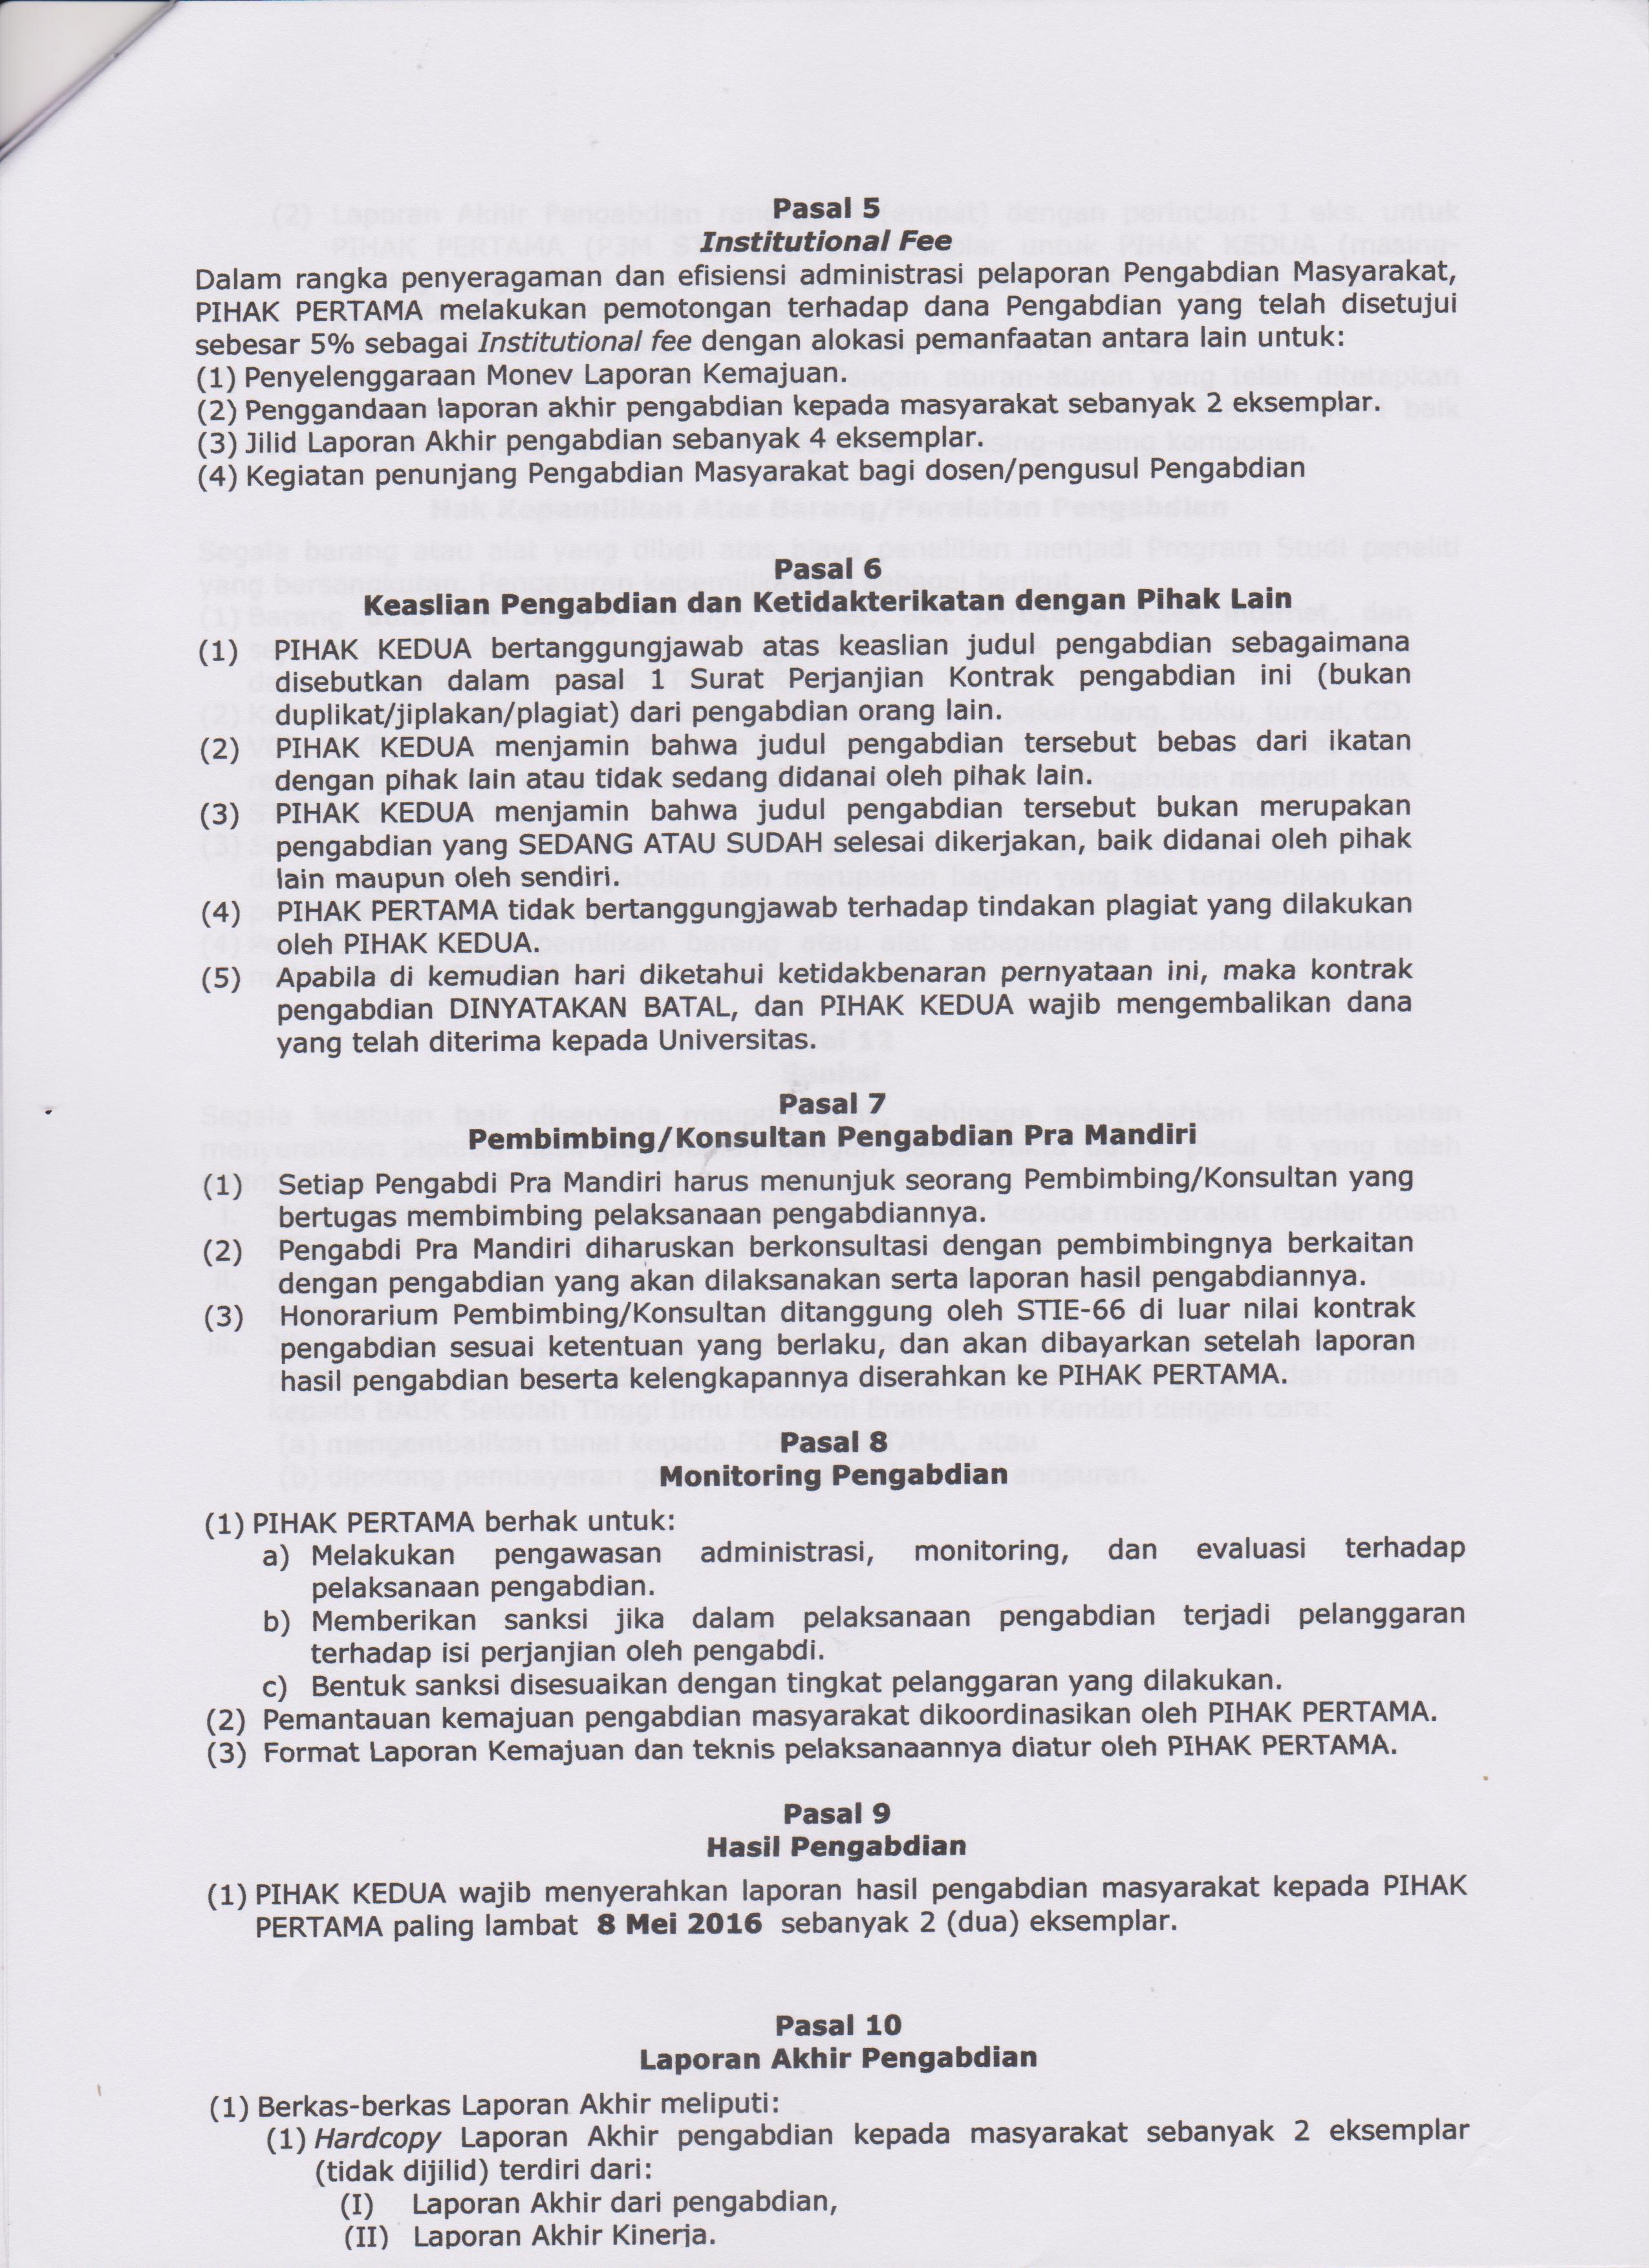 Pasal 5
Institutional Fee
Dalam rangka penyeragaman dan efisiensi administrasi pelaporan Pengabdian Masyarakat,
PIHAK PERTAMA melakukan pemotongan terhadap dana Pengabdian yang telah disetujui
sebesar 5% sebagai Institutional fee dengan alokasi pemanfaatan antara lain untuk:
(1) Penyelenggaraan Monev Laporan Kemajuan.
(2) Penggandaan laporan akhir pengabdian kepada masyarakat sebanyak 2 eksemplar.
(3) Jilid Laporan Akhir pengabdian sebanyak 4 eksemplar.
(4) Kegiatan penunjang Pengabdian Masyarakat bagi dosen/pengusul Pengabdian
Pasal 6
Keaslian Pengabdian dan Ketidakterikatan dengan Pihak Lain
(1) PIHAK KEDUA bertanggungjawab atas keaslian judul pengabdian sebagaimana
disebutkan dalam pasal 1 Surat Perjanjian Kontrak pengabdian ini (bukan
duplikat/jiplakan/plagiat) dari pengabdian orang lain.
(2) PIHAK KEDUA menjamin bahwa judul pengabdian tersebut bebas dari ikatan
dengan pihak lain atau tidak sedang didanai oleh pihak lain.
(3) PIHAK KEDUA menjamin bahwa judul pengabdian tersebut bukan merupakan
pengabdian yang SEDANG ATAU SUDAH selesai dikerjakan, baik didanai oleh pihak
lain maupun oleh sendiri.
(4) PIHAK PERTAMA tidak bertanggungjawab terhadap tindakan plagiat yang dilakukan
oleh PIHAK KEDUA.
(5) Apabila di kemudian hari diketahui ketidakbenaran pernyataan ini, maka kontrak
pengabdian DINYATAKAN BATAL, dan PIHAK KEDUA wajib mengembalikan dana
yang telah diterima kepada Universitas.
Pasal 7
Pembimbing/Konsultan Pengabdian Pra Mandiri
(1) Setiap Pengabdi Pra Mandiri harus menunjuk seorang Pembimbing/Konsultan yang
bertugas membimbing pelaksanaan pengabdiannya.
(2) Pengabdi Pra Mandiri diharuskan berkonsultasi dengan pembimbingnya berkaitan
dengan pengabdian yang akan dilaksanakan serta laporan hasil pengabdiannya.
(3) Honorarium Pembimbing/Konsultan ditanggung oleh STIE-66 di luar nilai kontrak
pengabdian sesuai ketentuan yang berlaku, dan akan dibayarkan setelah laporan
hasil pengabdian beserta kelengkapannya diserahkan ke PIHAK PERTAMA.
Pasal 8
Monitoring Pengabdian
(1) PIHAK PERTAMA berhak untuk:
a) Melakukan pengawasan administrasi, monitoring, dan evaluasi terhadap
pelaksanaan pengabdian.
b) Memberikan sanksi jika dalam pelaksanaan pengabdian terjadi pelanggaran
terhadap isi perjanjian oleh pengabdi.
c) Bentuk sanksi disesuaikan dengan tingkat pelanggaran yang dilakukan.
(2) Pemantauan kemajuan pengabdian masyarakat dikoordinasikan oleh PIHAK PERTAMA.
(3) Format Laporan Kemajuan dan teknis pelaksanaannya diatur oleh PIHAK PERTAMA.
Pasal 9
Hasil Pengabdian
(1) PIHAK KEDUA wajib menyerahkan laporan hasil pengabdian masyarakat kepada PIHAK
PERTAMA paling lambat 8 Mei 2016 sebanyak 2 (dua) eksemplar.
Pasal 10
Laporan Akhir Pengabdian
(1) Berkas-berkas Laporan Akhir meliputi:
(1) Hardcopy Laporan Akhir pengabdian kepada masyarakat sebanyak 2 eksemplar
(tidak dijilid) terdiri dari:
(I) Laporan Akhir dari pengabdian,
(II) Laporan Akhir Kinerja.